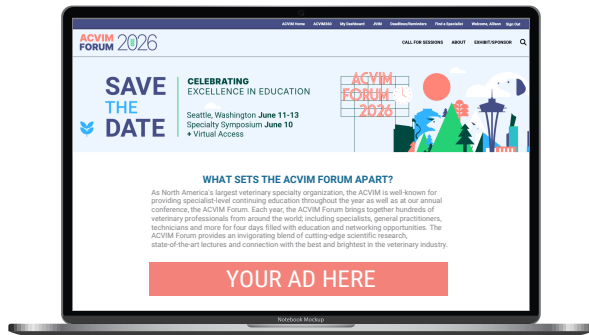 ACVIM Home ACVIM360 My Dashboard JVIM Deadlines/Reminders Find a Specialist Welcome, Allison Sign Out
ACVIM
FORUM 2026
CALL FOR SESSIONS ABOUT EXHIBIT/SPONSOR
SAVE
THE
DATE
CELEBRATING
EXCELLENCE IN EDUCATION
Seattle, Washington June 11-13
Specialty Symposium June 10
+ Virtual Access
ACVIM
FORUM
2026
WHAT SETS THE ACVIM FORUM APART?
As North America's largest veterinary specialty organization, the ACVIM is well-known for
providing specialist-level continuing education throughout the year as well as at our annual
conference, the ACVIM Forum. Each year, the ACVIM Forum brings together hundreds of
veterinary professionals from around the world; including specialists, general practitioners,
technicians and more for four days filled with education and networking opportunities. The
ACVIM Forum provides an invigorating blend of cutting-edge scientific research,
state-of-the-art lectures and connection with the best and brightest in the veterinary industry.
YOUR AD HERE
Notebook Mockup